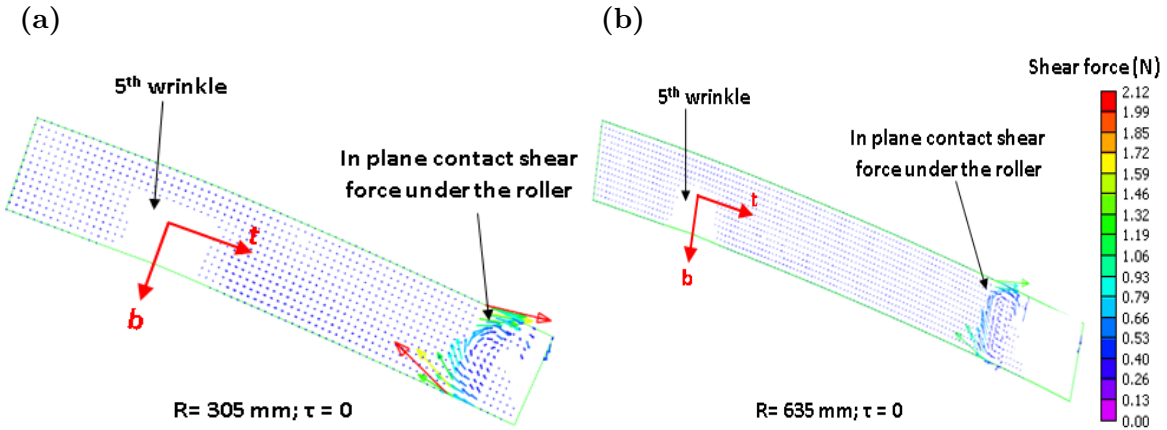 (a)
5th wrinkle
In plane contact shear
force under the roller
t
b
R= 305 mm; τ = 0
(b)
5th wrinkle
In plane contact shear
force under the roller
t
b
R= 635 mm; τ = 0
Shear force (N)
2.12
1.99
1.85
1.72
1.59
1.46
1.32
1.19
1.06
0.93
0.79
0.66
0.53
0.40
0.26
0.13
0.00